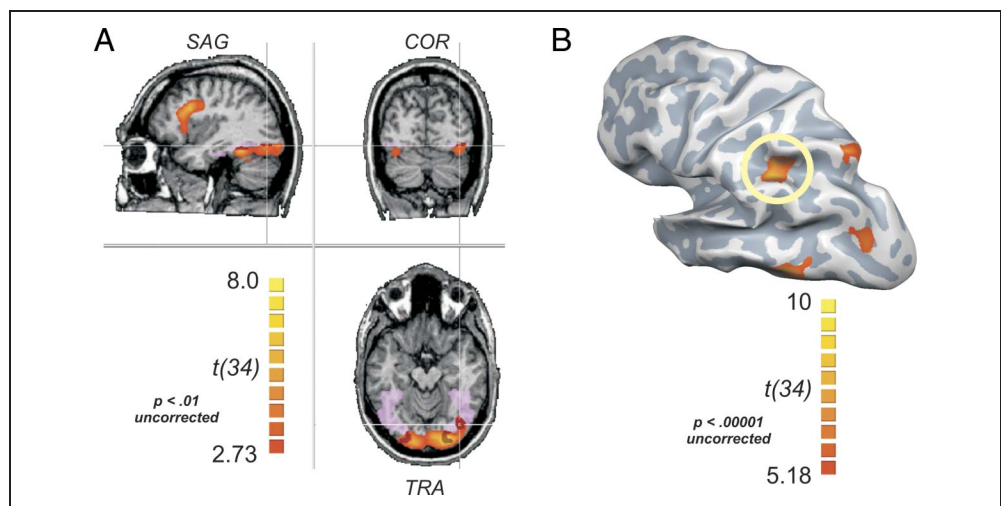 A
SAG
COR
B
8.0
t(34)
p < .01
uncorrected
2.73
TRA
10
t(34)
p < .00001
uncorrected
5.18